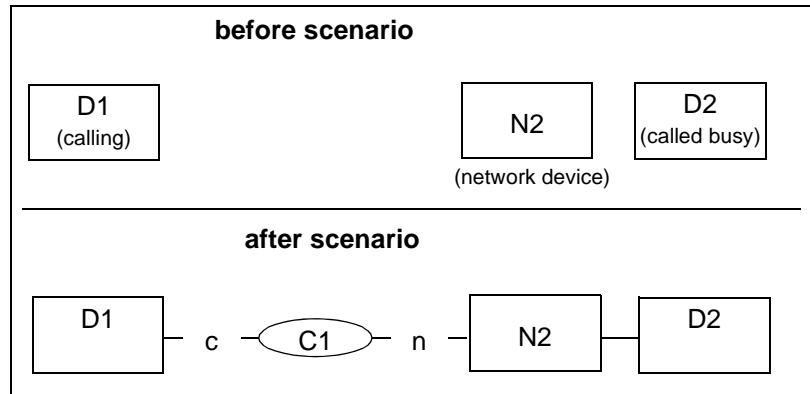 before scenario
D1
(calling)
N2
(network device)
D2
(called busy)
after scenario
D1
c
C1
n
N2
D2